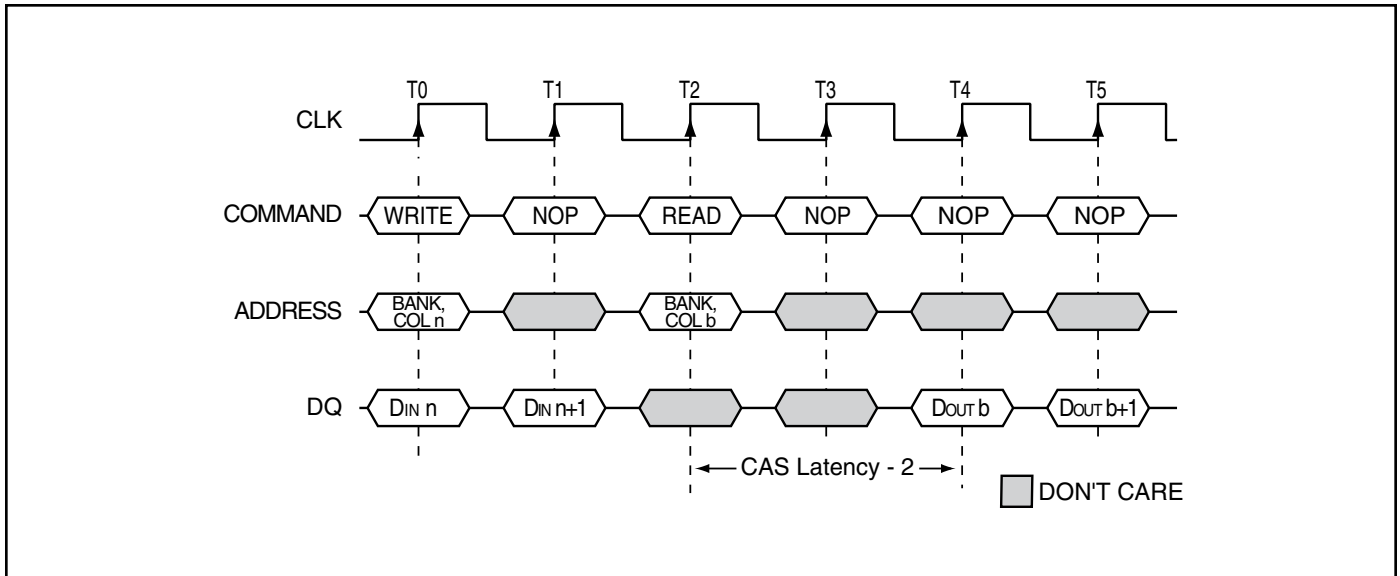 T0 T1 T2 T3 T4 T5
CLK
COMMAND WRITE NOP READ NOP NOP NOP
ADDRESS BANK, COL n BANK, COL b
DQ DIN n DIN n+1 DOUT b DOUT b+1
CAS Latency - 2
DON'T CARE